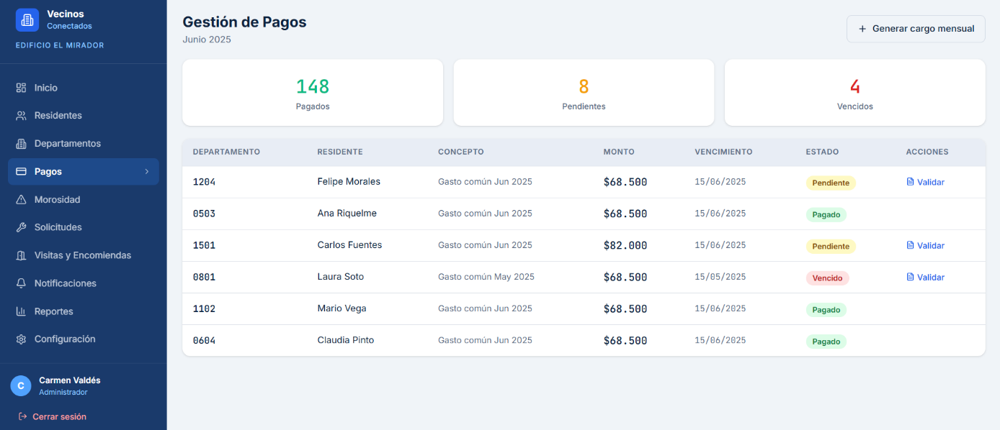 Vecinos
Conectados
EDIFICIO EL MIRADOR
Inicio
Residentes
Departamentos
Pagos
Morosidad
Solicitudes
Visitas y Encomiendas
Notificaciones
Reportes
Configuración
C
Carmen Valdés
Administrador
Cerrar sesión
Gestión de Pagos
Junio 2025
+ Generar cargo mensual
148
Pagados
8
Pendientes
4
Vencidos
DEPARTAMENTO RESIDENTE CONCEPTO MONTO VENCIMIENTO ESTADO ACCIONES
1204 Felipe Morales Gasto común Jun 2025 $68.500 15/06/2025 Pendiente Validar
0503 Ana Riquelme Gasto común Jun 2025 $68.500 15/06/2025 Pagado
1501 Carlos Fuentes Gasto común Jun 2025 $82.000 15/06/2025 Pendiente Validar
0801 Laura Soto Gasto común May 2025 $68.500 15/05/2025 Vencido Validar
1102 Mario Vega Gasto común Jun 2025 $68.500 15/06/2025 Pagado
0604 Claudia Pinto Gasto común Jun 2025 $68.500 15/06/2025 Pagado